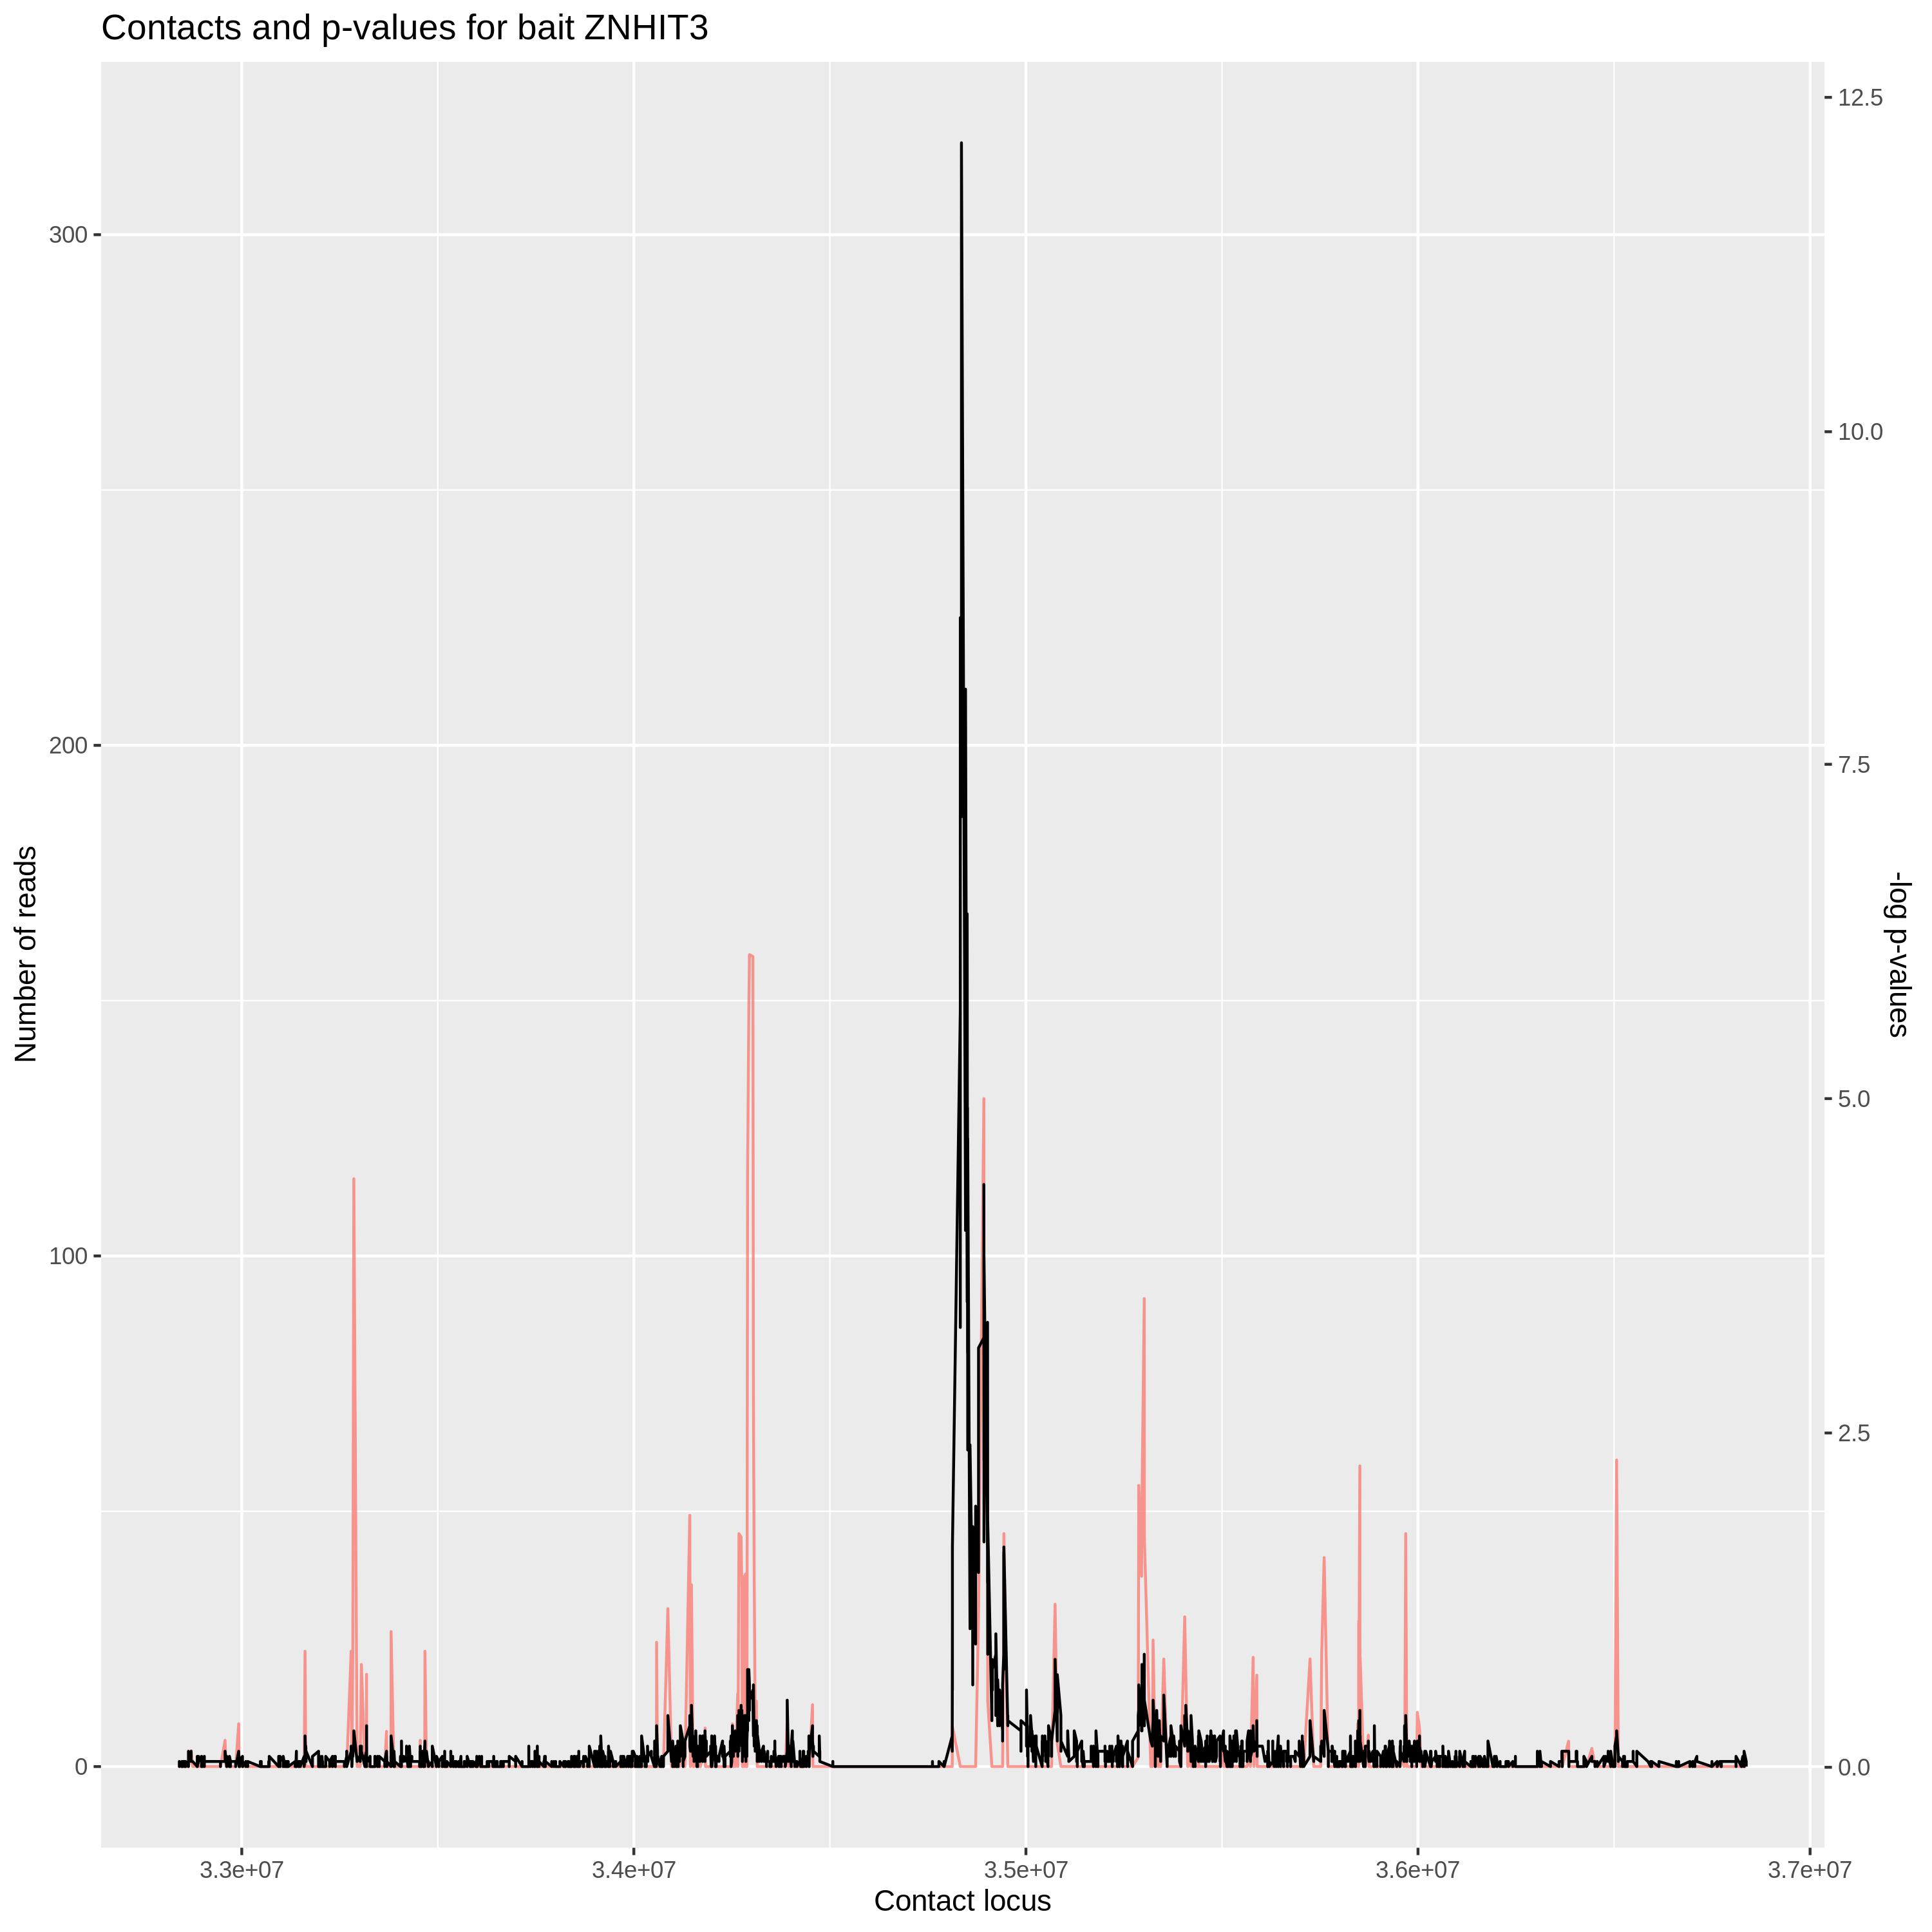 Contacts and p-values for bait ZNHIT3
12.5
300
10.0
200
7.5
Number of reads
-log p-values
5.0
100
2.5
0
0.0
3.3e+07
3.4e+07
3.5e+07
3.6e+07
3.7e+07
Contact locus